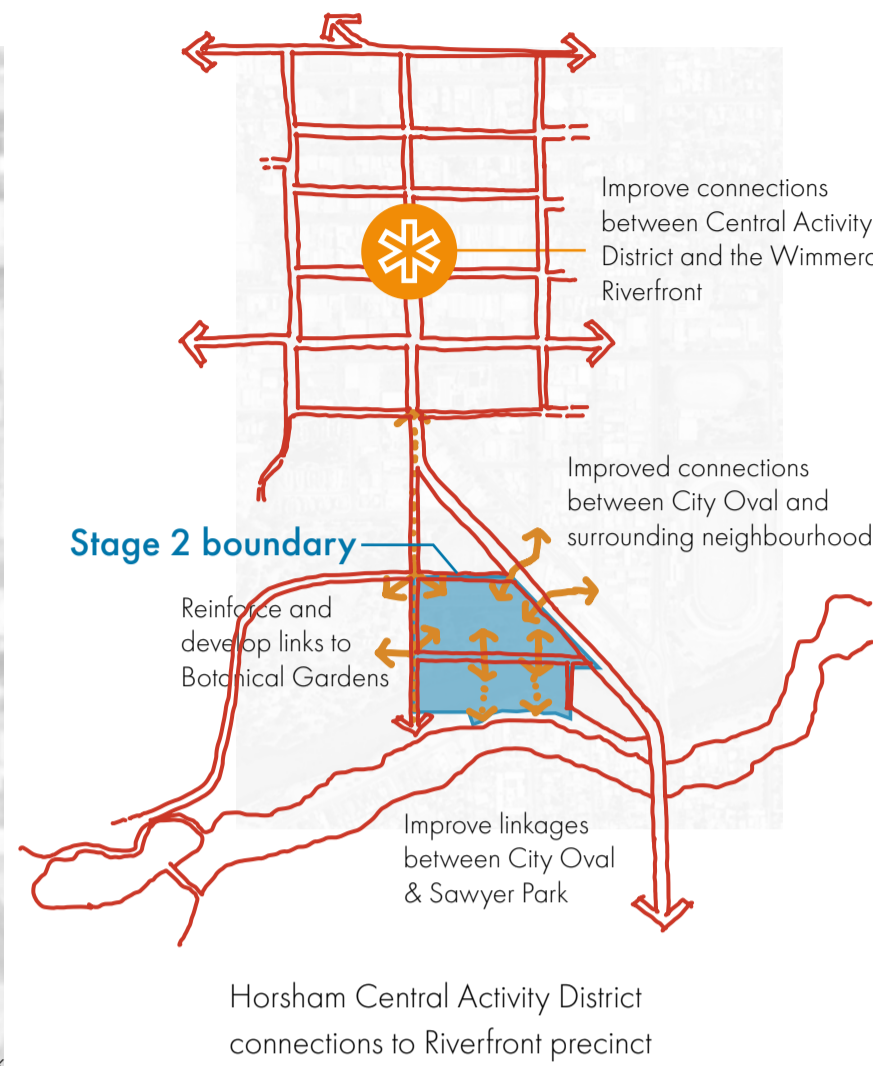 Improve connections
between Central Activity
District and the Wimmera
Riverfront
Improved connections
between City Oval and
surrounding neighbourhood
Stage 2 boundary
Reinforce and
develop links to
Botanical Gardens
Improve linkages
between City Oval
& Sawyer Park
Horsham Central Activity District
connections to Riverfront precinct